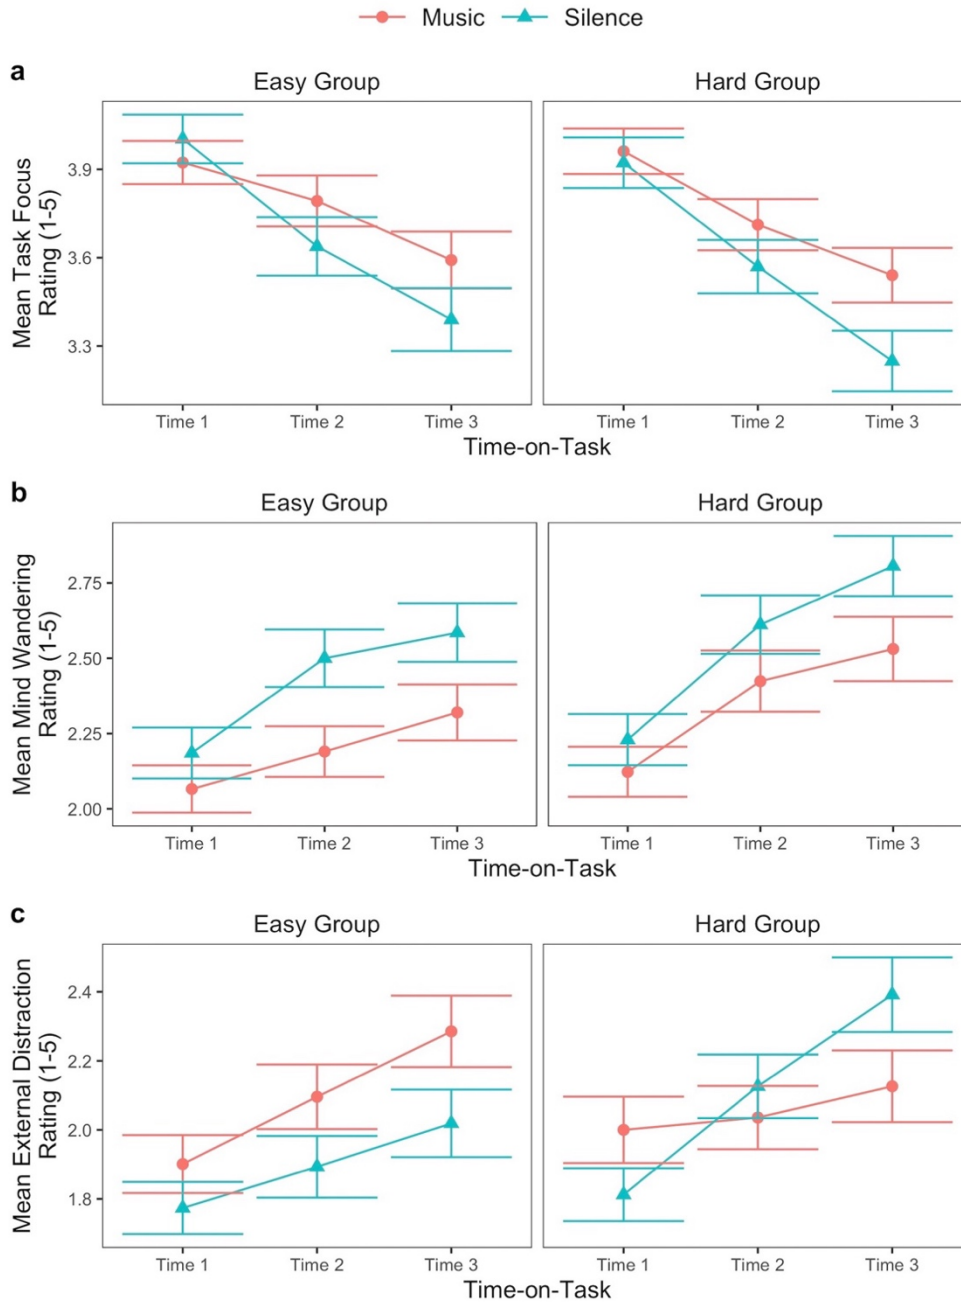 Music Silence
a
Easy Group Hard Group
Mean Task Focus
Rating (1-5)
3.9
3.6
3.3
Time 1 Time 2 Time 3 Time 1 Time 2 Time 3
Time-on-Task
b
Easy Group Hard Group
Mean Mind Wandering
Rating (1-5)
2.75
2.50
2.25
2.00
Time 1 Time 2 Time 3 Time 1 Time 2 Time 3
Time-on-Task
c
Easy Group Hard Group
Mean External Distraction
Rating (1-5)
2.4
2.2
2.0
1.8
Time 1 Time 2 Time 3 Time 1 Time 2 Time 3
Time-on-Task